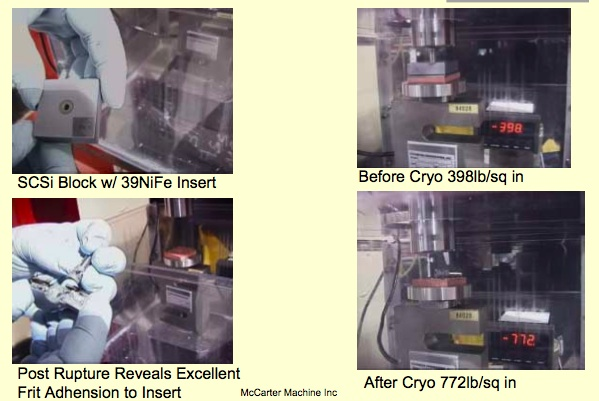 SCSi Block w/ 39NiFe Insert
-398
Before Cryo 398lb/sq in
Post Rupture Reveals Excellent
Frit Adhension to Insert
McCarter Machine Inc
-772
After Cryo 772lb/sq in